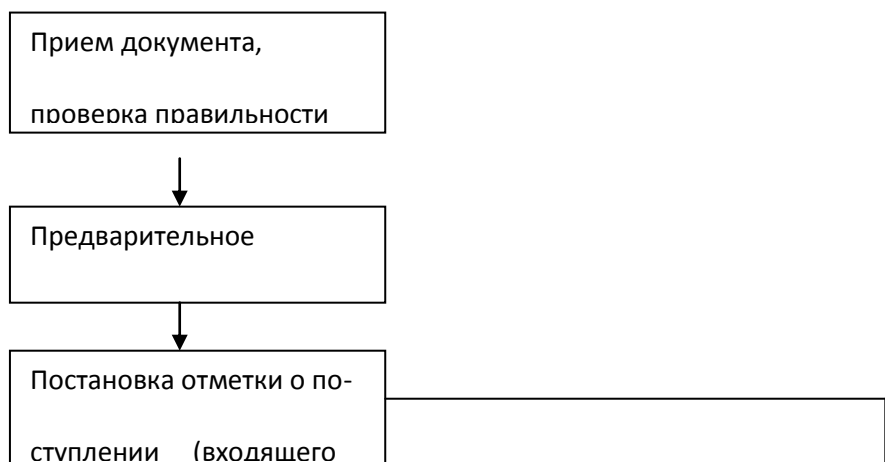 Прием документа,
проверка правильности
Предварительное
Постановка отметки о по-
ступлении (входящего